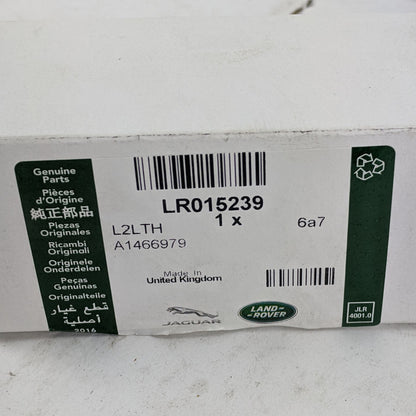 Genuine
Parts
Pièces
d'Origine
純正部品
Piezas
Originales
Ricambi
Originali
Originele
Onderdelen
Peças
Genuínas
Originalteile
قطع غيار
أصلية
2016
LR015239
1 x
6a7
L2LTH
A1466979
Made in
United Kingdom
JAGUAR
LAND-
ROVER
JLR
4001.0